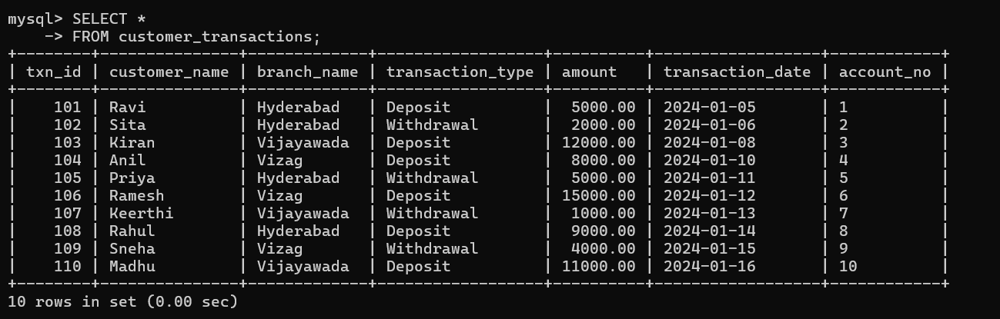 mysql> SELECT *
    -> FROM customer_transactions;
+--------+---------------+-------------+------------------+----------+------------------+------------+
| txn_id | customer_name | branch_name | transaction_type | amount   | transaction_date | account_no |
+--------+---------------+-------------+------------------+----------+------------------+------------+
|    101 | Ravi          | Hyderabad   | Deposit          |  5000.00 | 2024-01-05       | 1          |
|    102 | Sita          | Hyderabad   | Withdrawal       |  2000.00 | 2024-01-06       | 2          |
|    103 | Kiran         | Vijayawada  | Deposit          | 12000.00 | 2024-01-08       | 3          |
|    104 | Anil          | Vizag       | Deposit          |  8000.00 | 2024-01-10       | 4          |
|    105 | Priya         | Hyderabad   | Withdrawal       |  5000.00 | 2024-01-11       | 5          |
|    106 | Ramesh        | Vizag       | Deposit          | 15000.00 | 2024-01-12       | 6          |
|    107 | Keerthi       | Vijayawada  | Withdrawal       |  1000.00 | 2024-01-13       | 7          |
|    108 | Rahul         | Hyderabad   | Deposit          |  9000.00 | 2024-01-14       | 8          |
|    109 | Sneha         | Vizag       | Withdrawal       |  4000.00 | 2024-01-15       | 9          |
|    110 | Madhu         | Vijayawada  | Deposit          | 11000.00 | 2024-01-16       | 10         |
+--------+---------------+-------------+------------------+----------+------------------+------------+
10 rows in set (0.00 sec)